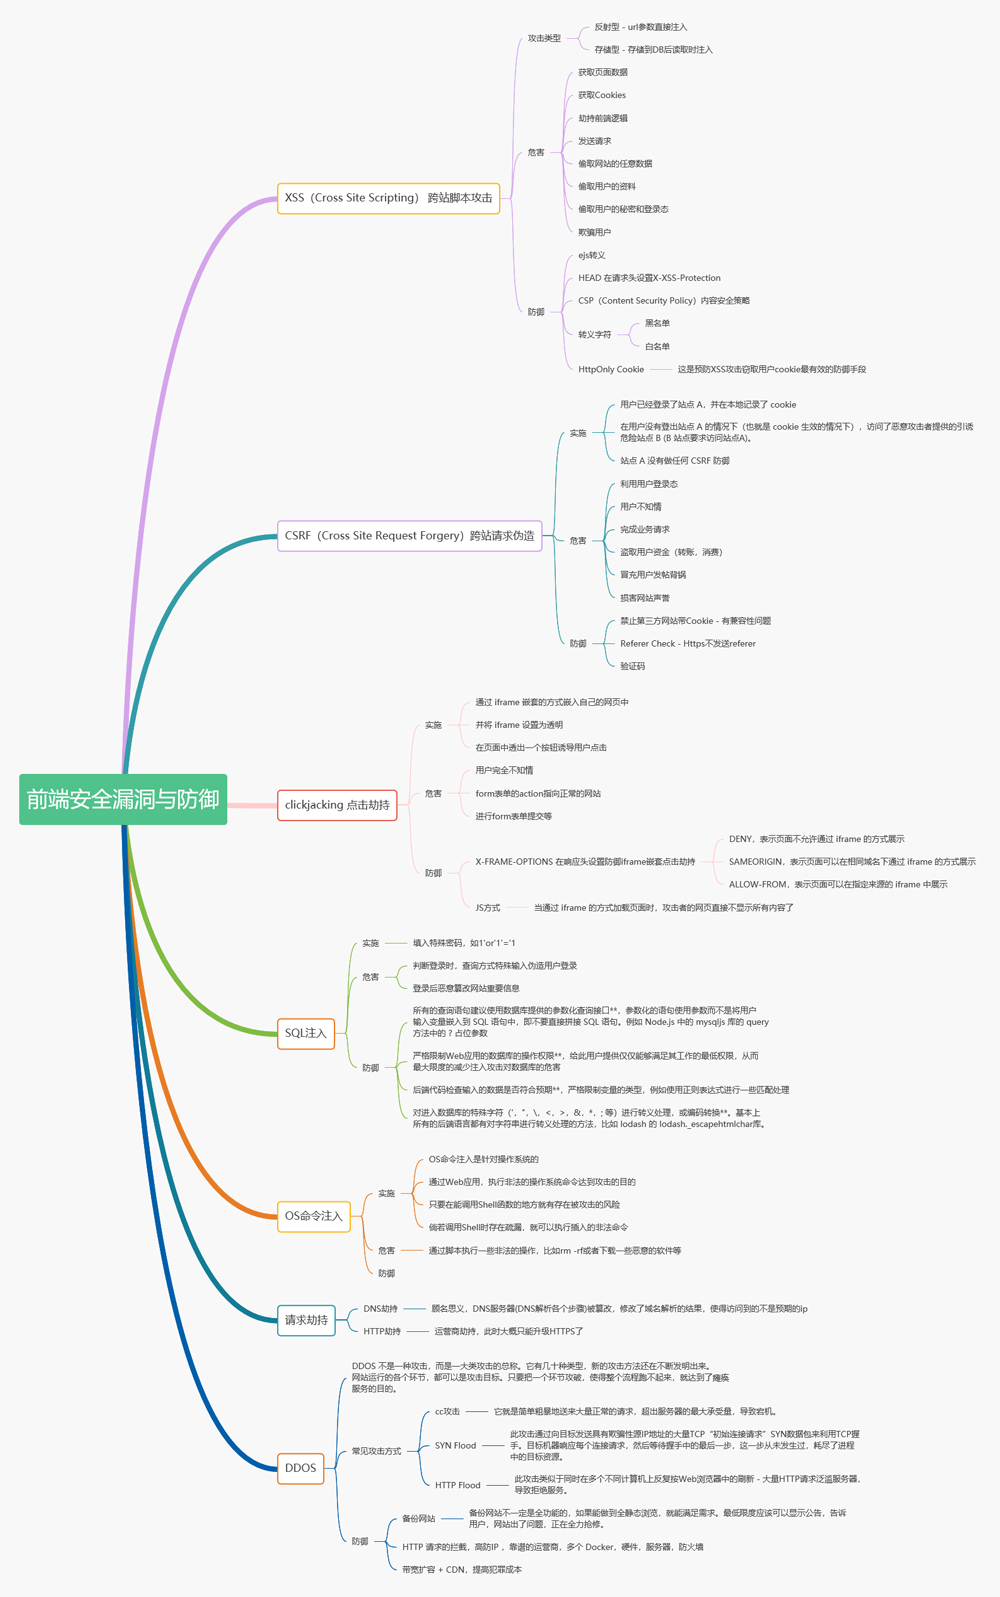 前端安全漏洞与防御
XSS（Cross Site Scripting） 跨站脚本攻击
攻击类型
反射型 - url参数直接注入
存储型 - 存储到DB后读取时注入
危害
获取页面数据
获取Cookies
劫持前端逻辑
发送请求
偷取网站的任意数据
偷取用户的资料
偷取用户的秘密和登录态
欺骗用户
防御
ejs转义
HEAD 在请求头设置X-XSS-Protection
CSP（Content Security Policy）内容安全策略
转义字符
黑名单
白名单
HttpOnly Cookie
这是预防XSS攻击窃取用户cookie最有效的防御手段
CSRF（Cross Site Request Forgery）跨站请求伪造
实施
用户已经登录了站点 A，并在本地记录了 cookie
在用户没有登出站点 A 的情况下（也就是 cookie 生效的情况下），访问了恶意攻击者提供的引诱
危险站点 B (B 站点要求访问站点A)。
站点 A 没有做任何 CSRF 防御
危害
利用用户登录态
用户不知情
完成业务请求
盗取用户资金（转账，消费）
冒充用户发帖背锅
损害网站声誉
防御
禁止第三方网站带Cookie - 有兼容性问题
Referer Check - Https不发送referer
验证码
clickjacking 点击劫持
实施
通过 iframe 嵌套的方式嵌入自己的网页中
并将 iframe 设置为透明
在页面中透出一个按钮诱导用户点击
危害
用户完全不知情
form表单的action指向正常的网站
进行form表单提交等
防御
X-FRAME-OPTIONS 在响应头设置防御iframe嵌套点击劫持
DENY，表示页面不允许通过 iframe 的方式展示
SAMEORIGIN，表示页面可以在相同域名下通过 iframe 的方式展示
ALLOW-FROM，表示页面可以在指定来源的 iframe 中展示
JS方式
当通过 iframe 的方式加载页面时，攻击者的网页直接不显示所有内容了
SQL注入
实施
填入特殊密码，如1'or'1'='1
危害
判断登录时，查询方式特殊输入伪造用户登录
登录后恶意篡改网站重要信息
防御
所有的查询语句建议使用数据库提供的参数化查询接口**，参数化的语句使用参数而不是将用户
输入变量嵌入到 SQL 语句中，即不要直接拼接 SQL 语句。例如 Node.js 中的 mysqljs 库的 query
方法中的 ? 占位参数
严格限制Web应用的数据库的操作权限**，给此用户提供仅仅能够满足其工作的最低权限，从而
最大限度的减少注入攻击对数据库的危害
后端代码检查输入的数据是否符合预期**，严格限制变量的类型，例如使用正则表达式进行一些匹配处理
对进入数据库的特殊字符（'，"，\，<，>，&，*，; 等）进行转义处理，或编码转换**。基本上
所有的后端语言都有对字符串进行转义处理的方法，比如 lodash 的 lodash._escapehtmlchar库。
OS命令注入
实施
OS命令注入是针对操作系统的
通过Web应用，执行非法的操作系统命令达到攻击的目的
只要在能调用Shell函数的地方就有存在被攻击的风险
倘若调用Shell时存在疏漏，就可以执行插入的非法命令
危害
通过脚本执行一些非法的操作，比如rm -rf或者下载一些恶意的软件等
防御
请求劫持
DNS劫持
顾名思义，DNS服务器(DNS解析各个步骤)被篡改，修改了域名解析的结果，使得访问到的不是预期的ip
HTTP劫持
运营商劫持，此时大概只能升级HTTPS了
DDOS
DDOS 不是一种攻击，而是一大类攻击的总称。它有几十种类型，新的攻击方法还在不断发明出来。
网站运行的各个环节，都可以是攻击目标。只要把一个环节攻破，使得整个流程跑不起来，就达到了瘫痪
服务的目的。
常见攻击方式
cc攻击
它就是简单粗暴地送来大量正常的请求，超出服务器的最大承受量，导致宕机。
SYN Flood
此攻击通过向目标发送具有欺骗性源IP地址的大量TCP“初始连接请求”SYN数据包来利用TCP握
手。目标机器响应每个连接请求，然后等待握手中的最后一步，这一步从未发生过，耗尽了进程
中的目标资源。
HTTP Flood
此攻击类似于同时在多个不同计算机上反复按Web浏览器中的刷新 - 大量HTTP请求泛滥服务器，
导致拒绝服务。
防御
备份网站
备份网站不一定是全功能的，如果能做到全静态浏览，就能满足需求。最低限度应该可以显示公告，告诉
用户，网站出了问题，正在全力抢修。
HTTP 请求的拦截，高防IP ，靠谱的运营商，多个 Docker，硬件，服务器，防火墙
带宽扩容 + CDN，提高犯罪成本